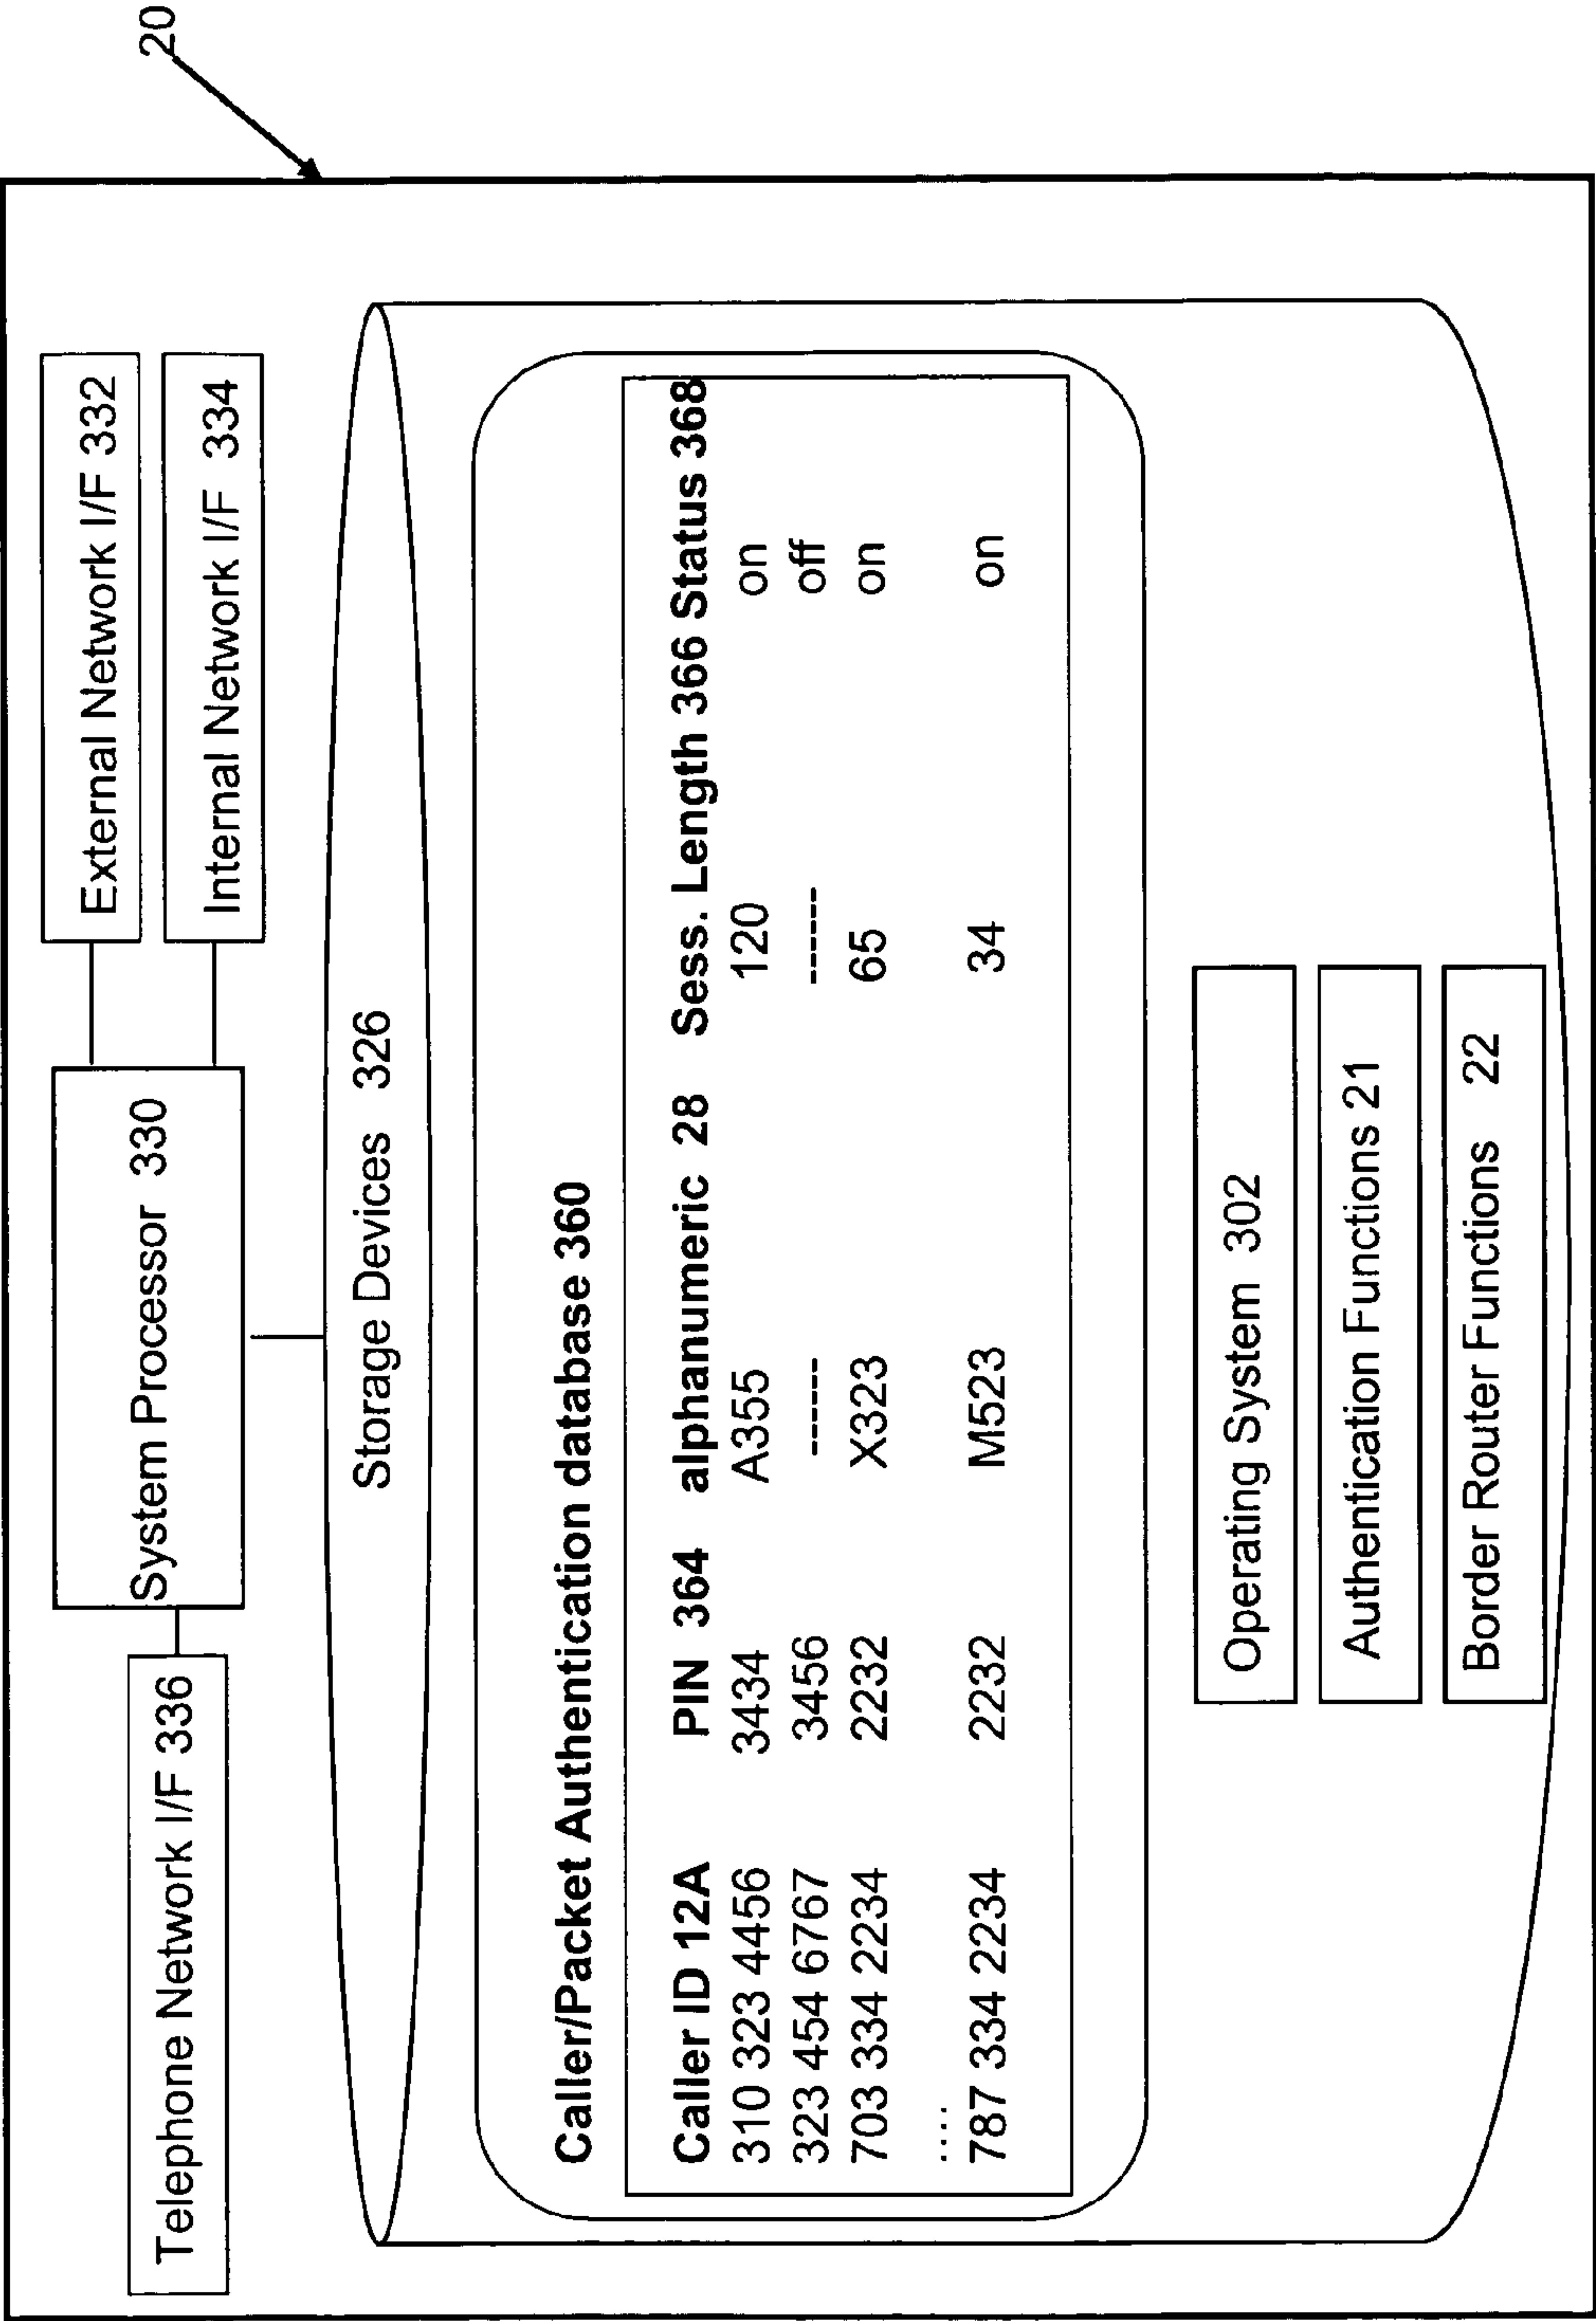 20
Telephone Network I/F 336
System Processor 330
External Network I/F 332
Internal Network I/F 334
Storage Devices 326
Caller/Packet Authentication database 360
Caller ID 12A PIN 364 alphanumeric 28 Sess. Length 366 Status 368
310 323 4456 3434 A355 120 on
323 454 6767 3456 ------ ------ off
703 334 2234 2232 X323 65 on
....
787 334 2234 2232 M523 34 on
Operating System 302
Authentication Functions 21
Border Router Functions 22